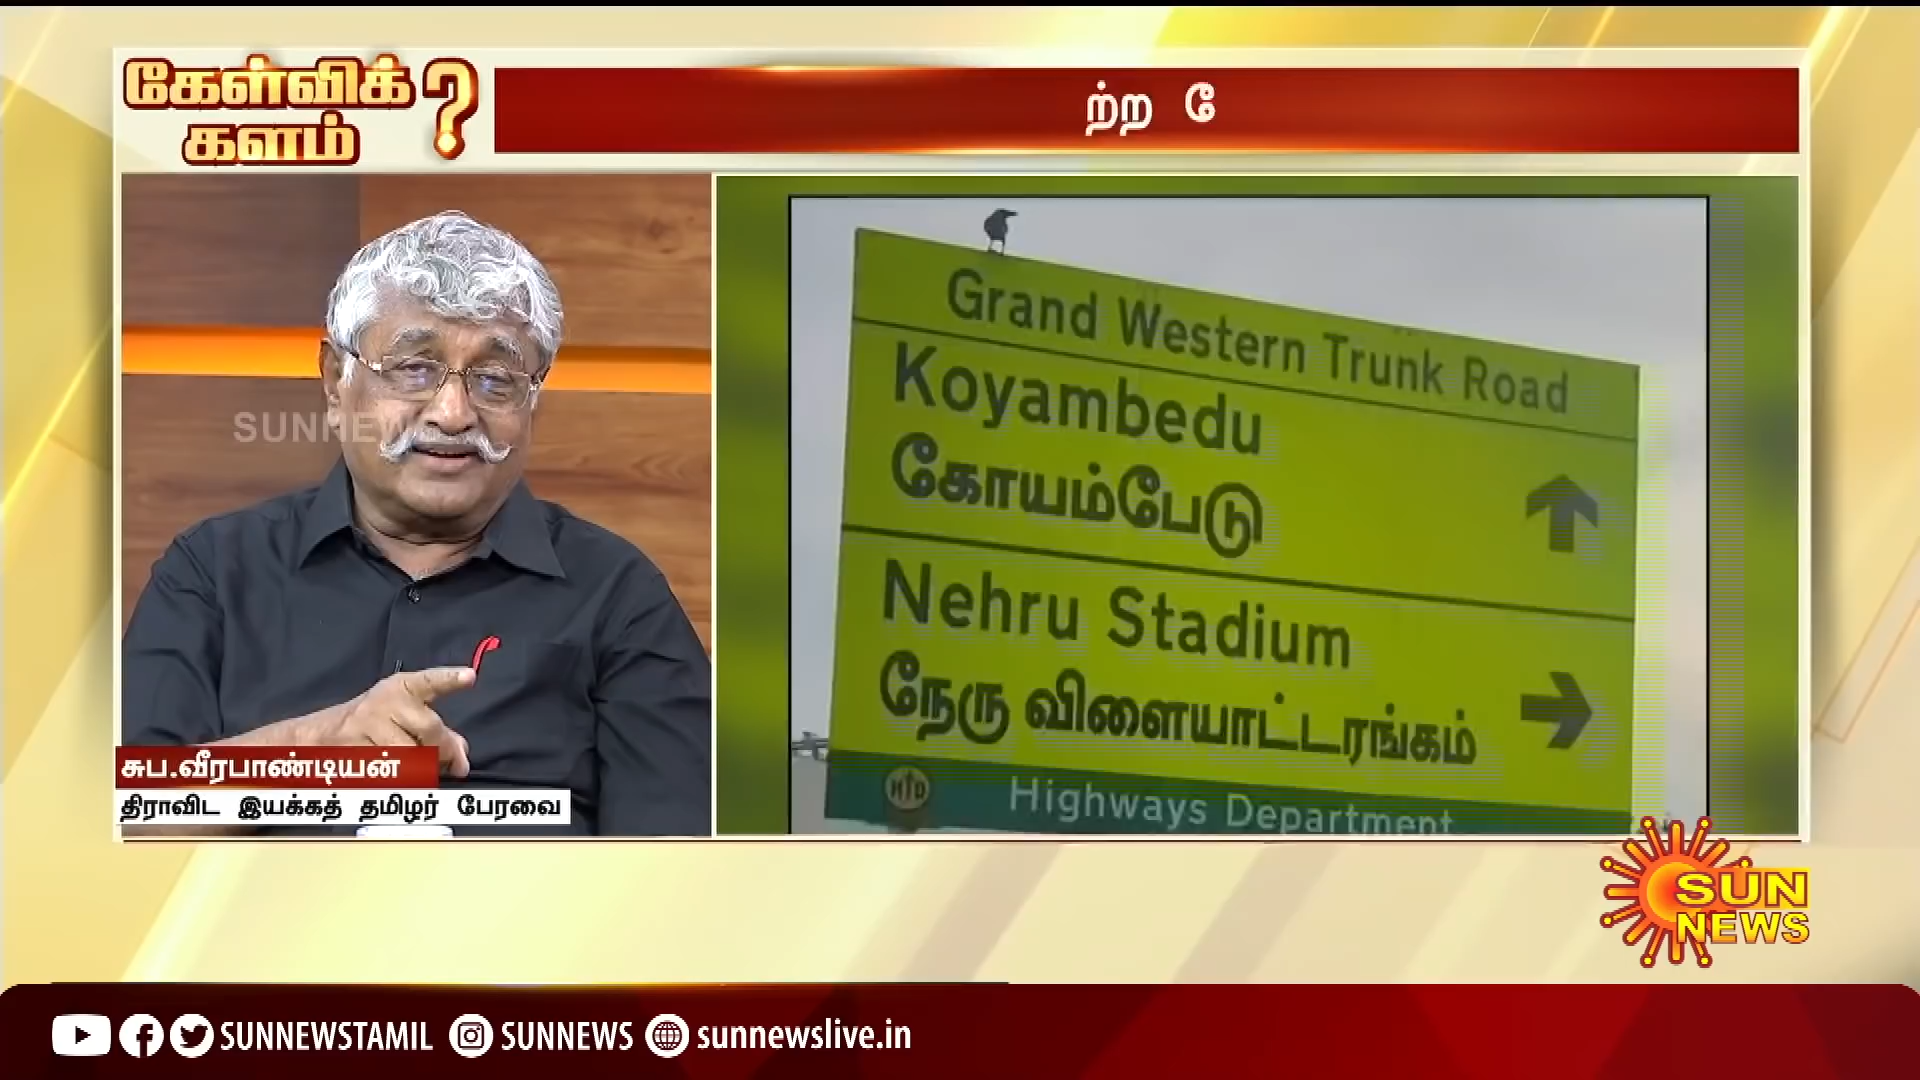 கேள்விக்
களம் ?
ற்ற
Grand Western Trunk Road
Koyambedu
கோயம்பேடு
Nehru Stadium
நேரு விளையாட்டரங்கம்
Highways Department
SUNNEWS
சுப.வீரபாண்டியன்
திராவிட இயக்கத் தமிழர் பேரவை
SUN
NEWS
SUNNEWSTAMIL SUNNEWS sunnewslive.in